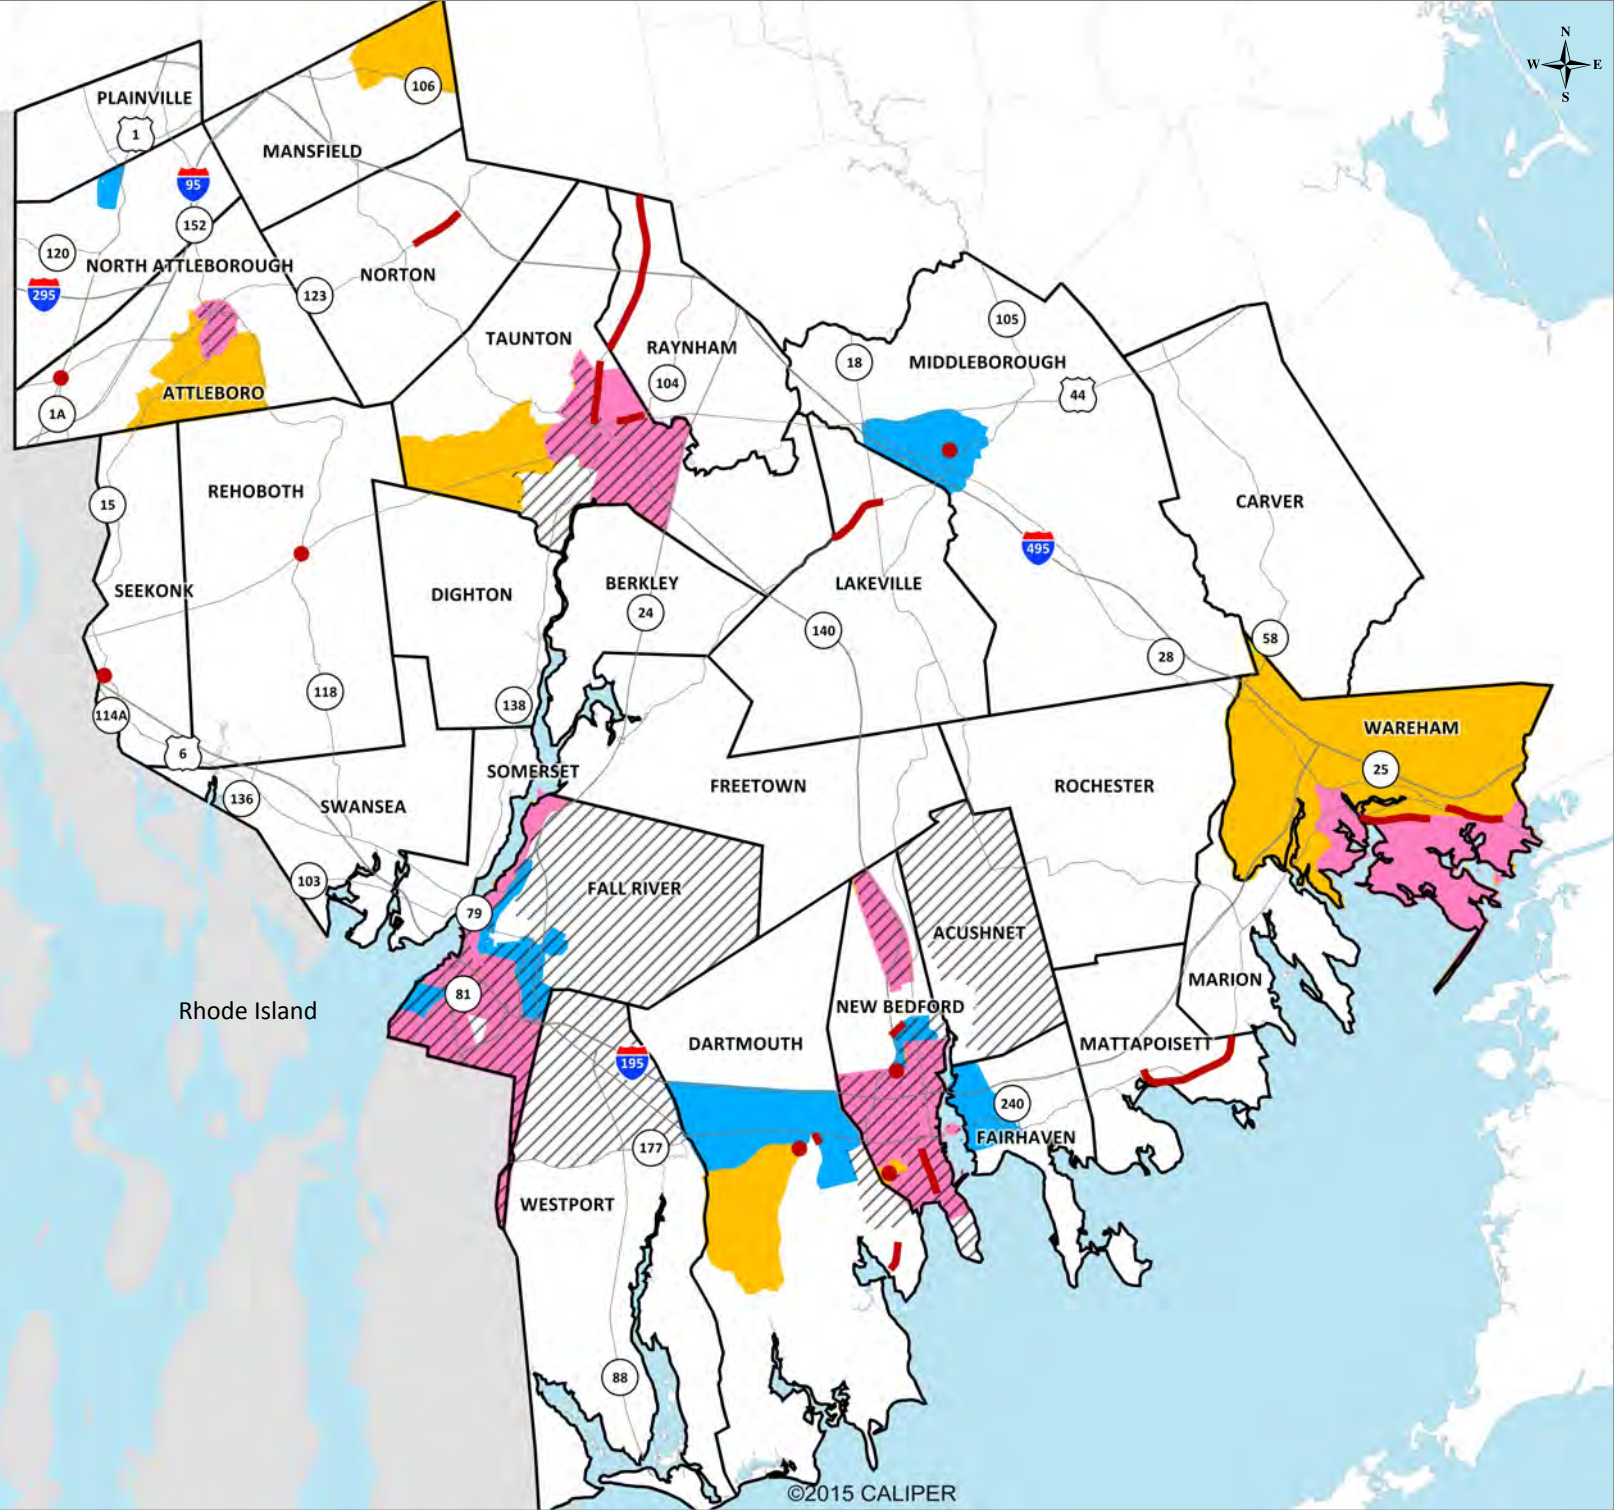 N
W E
S
106
PLAINVILLE
1
MANSFIELD
95
152
120
NORTH ATTLEBOROUGH
NORTON
295
123
105
TAUNTON
RAYNHAM
18
MIDDLEBOROUGH
104
44
ATTLEBORO
1A
REHOBOTH
15
CARVER
495
SEEKONK
DIGHTON
BERKLEY
LAKEVILLE
24
140
58
28
118
138
114A
WAREHAM
6
25
SOMERSET
FREETOWN
ROCHESTER
136
SWANSEA
103
FALL RIVER
79
ACUSHNET
MARION
81
Rhode Island
NEW BEDFORD
DARTMOUTH
MATTAPOISETT
195
240
FAIRHAVEN
177
WESTPORT
88
©2015 CALIPER